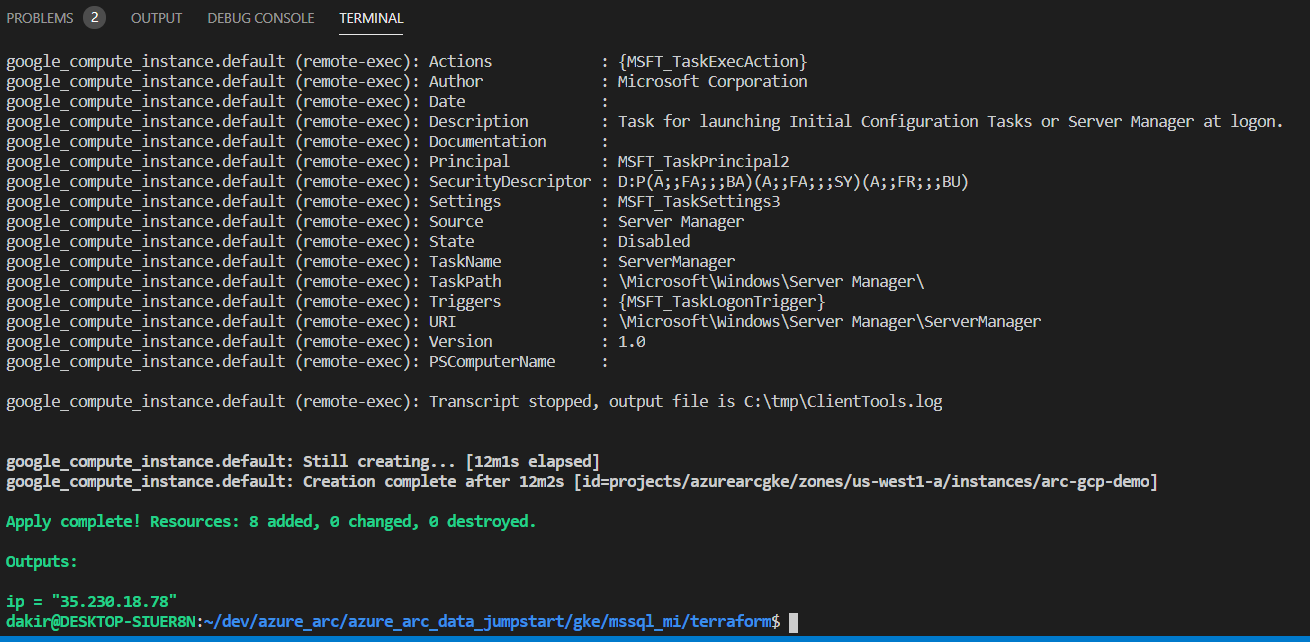 PROBLEMS 2 OUTPUT DEBUG CONSOLE TERMINAL
google_compute_instance.default (remote-exec): Actions            : {MSFT_TaskExecAction}
google_compute_instance.default (remote-exec): Author             : Microsoft Corporation
google_compute_instance.default (remote-exec): Date               :
google_compute_instance.default (remote-exec): Description        : Task for launching Initial Configuration Tasks or Server Manager at logon.
google_compute_instance.default (remote-exec): Documentation      :
google_compute_instance.default (remote-exec): Principal          : MSFT_TaskPrincipal2
google_compute_instance.default (remote-exec): SecurityDescriptor : D:P(A;;FA;;;BA)(A;;FA;;;SY)(A;;FR;;;BU)
google_compute_instance.default (remote-exec): Settings           : MSFT_TaskSettings3
google_compute_instance.default (remote-exec): Source             : Server Manager
google_compute_instance.default (remote-exec): State              : Disabled
google_compute_instance.default (remote-exec): TaskName           : ServerManager
google_compute_instance.default (remote-exec): TaskPath           : \Microsoft\Windows\Server Manager\
google_compute_instance.default (remote-exec): Triggers           : {MSFT_TaskLogonTrigger}
google_compute_instance.default (remote-exec): URI                : \Microsoft\Windows\Server Manager\ServerManager
google_compute_instance.default (remote-exec): Version            : 1.0
google_compute_instance.default (remote-exec): PSComputerName     :
google_compute_instance.default (remote-exec): Transcript stopped, output file is C:\tmp\ClientTools.log
google_compute_instance.default: Still creating... [12m1s elapsed]
google_compute_instance.default: Creation complete after 12m2s [id=projects/azurearcgke/zones/us-west1-a/instances/arc-gcp-demo]
Apply complete! Resources: 8 added, 0 changed, 0 destroyed.
Outputs:
ip = "35.230.18.78"
dakir@DESKTOP-SIUER8N:~/dev/azure_arc/azure_arc_data_jumpstart/gke/mssql_mi/terraform$